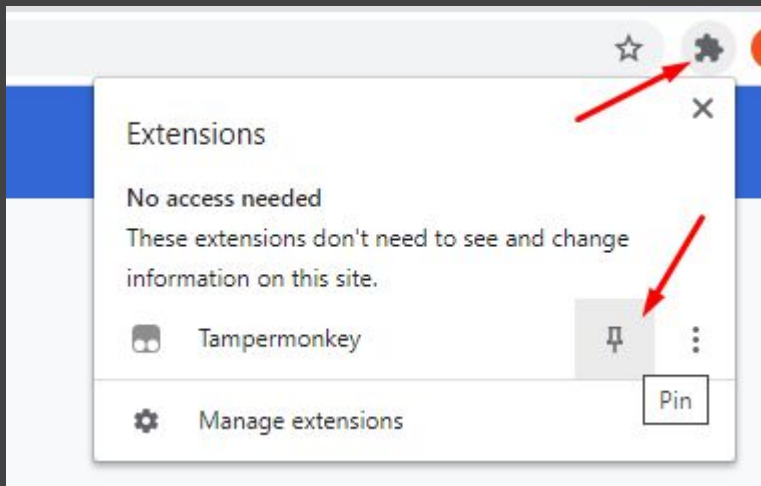 Extensions
No access needed
These extensions don't need to see and change
information on this site.
Tampermonkey
Pin
Manage extensions